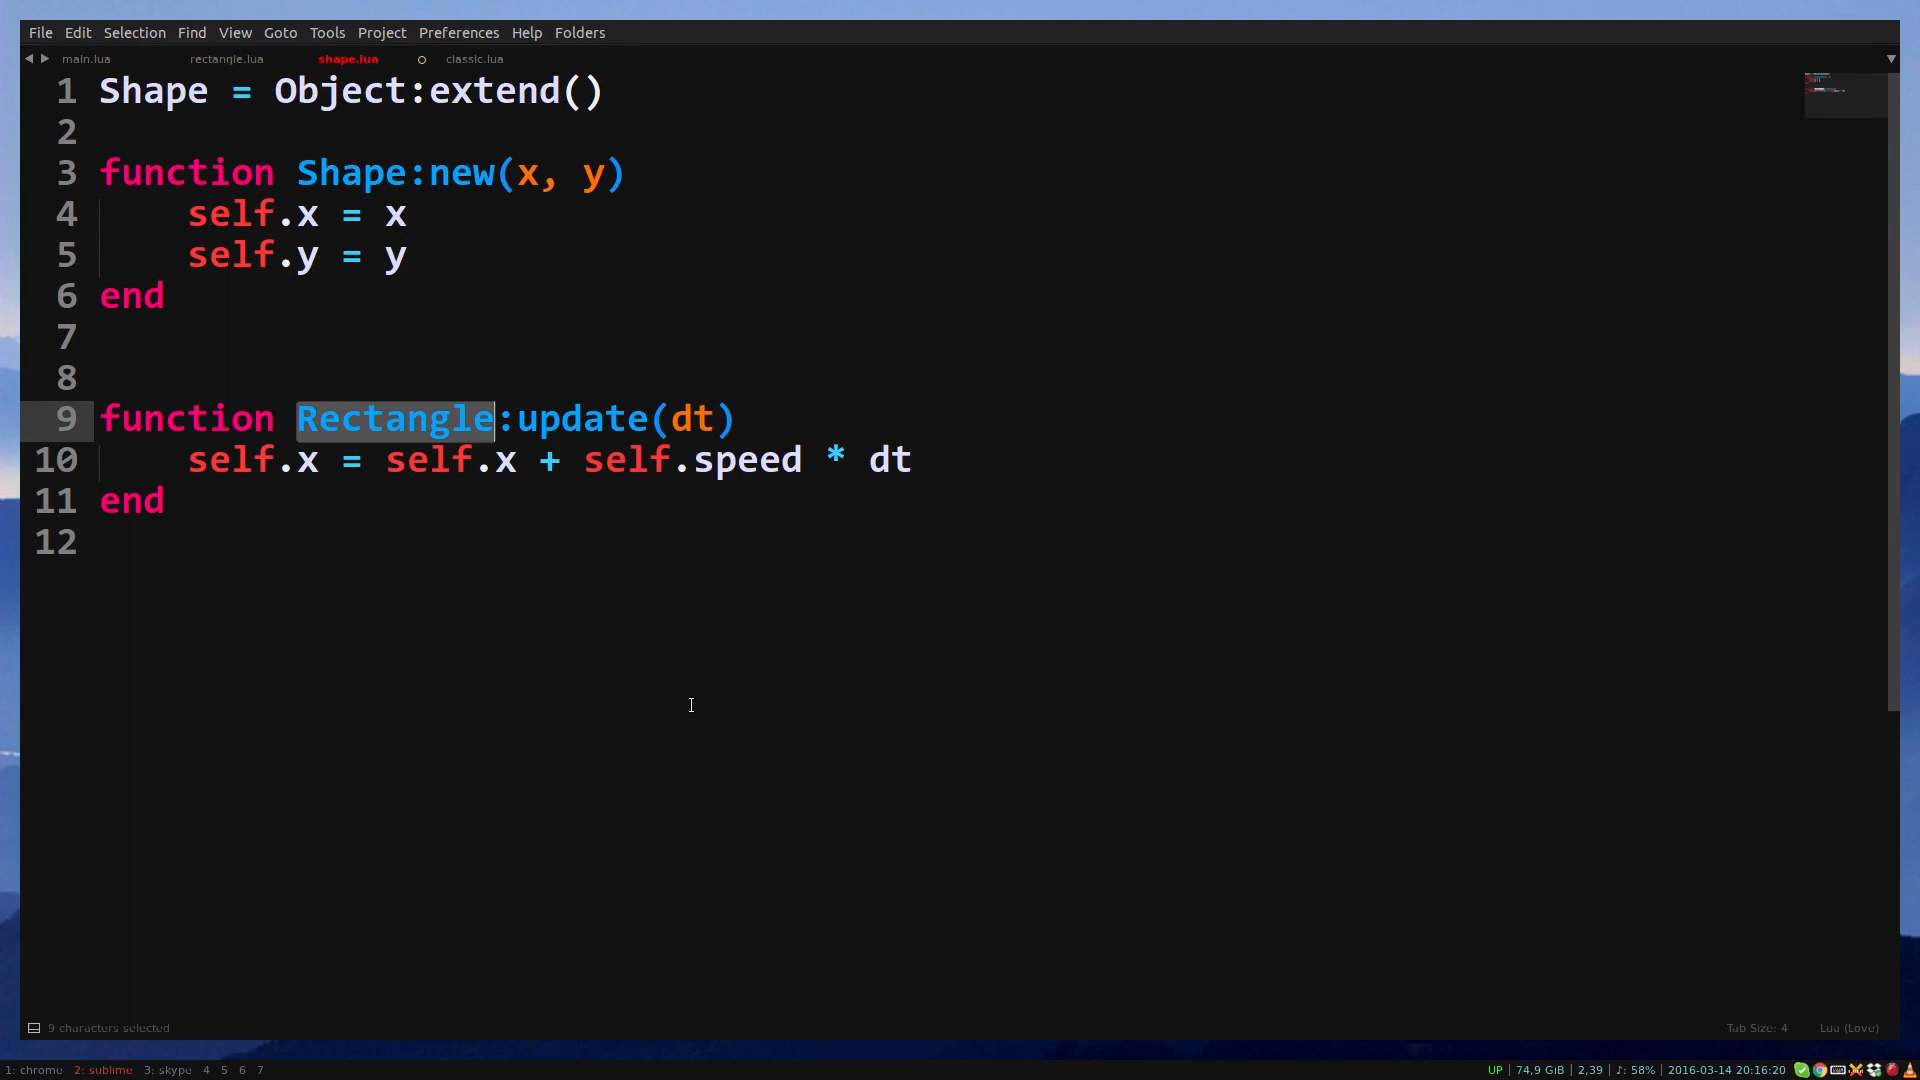 File Edit Selection Find View Goto Tools Project Preferences Help Folders
main.lua rectangle.lua shape.lua classic.lua
1 Shape = Object:extend()
2
3 function Shape:new(x, y)
4 self.x = x
5 self.y = y
6 end
7
8
9 function Rectangle:update(dt)
10 self.x = self.x + self.speed * dt
11 end
12
9 characters selected Tab Size: 4 Lua (Love)
1: chrome 2: sublime 3: skype 4 5 6 7 UP | 74,9 GiB | 2,39 | ♪: 58% | 2016-03-14 20:16:20